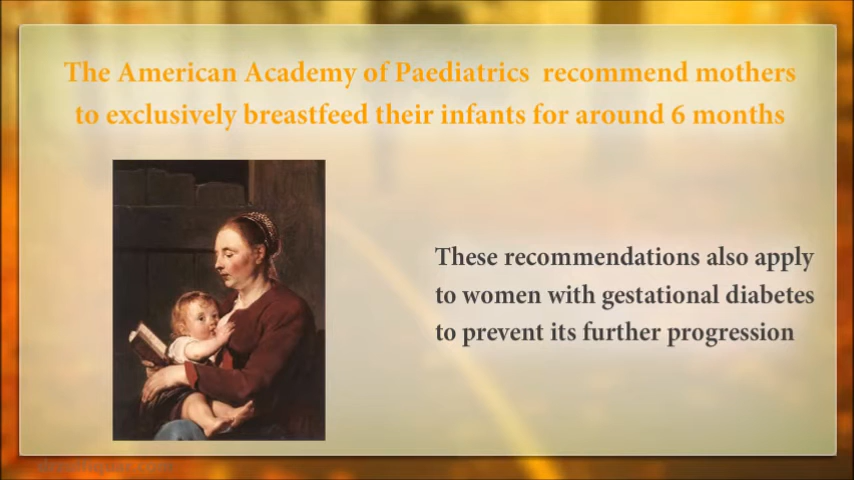 The American Academy of Paediatrics recommend mothers
to exclusively breastfeed their infants for around 6 months
These recommendations also apply
to women with gestational diabetes
to prevent its further progression